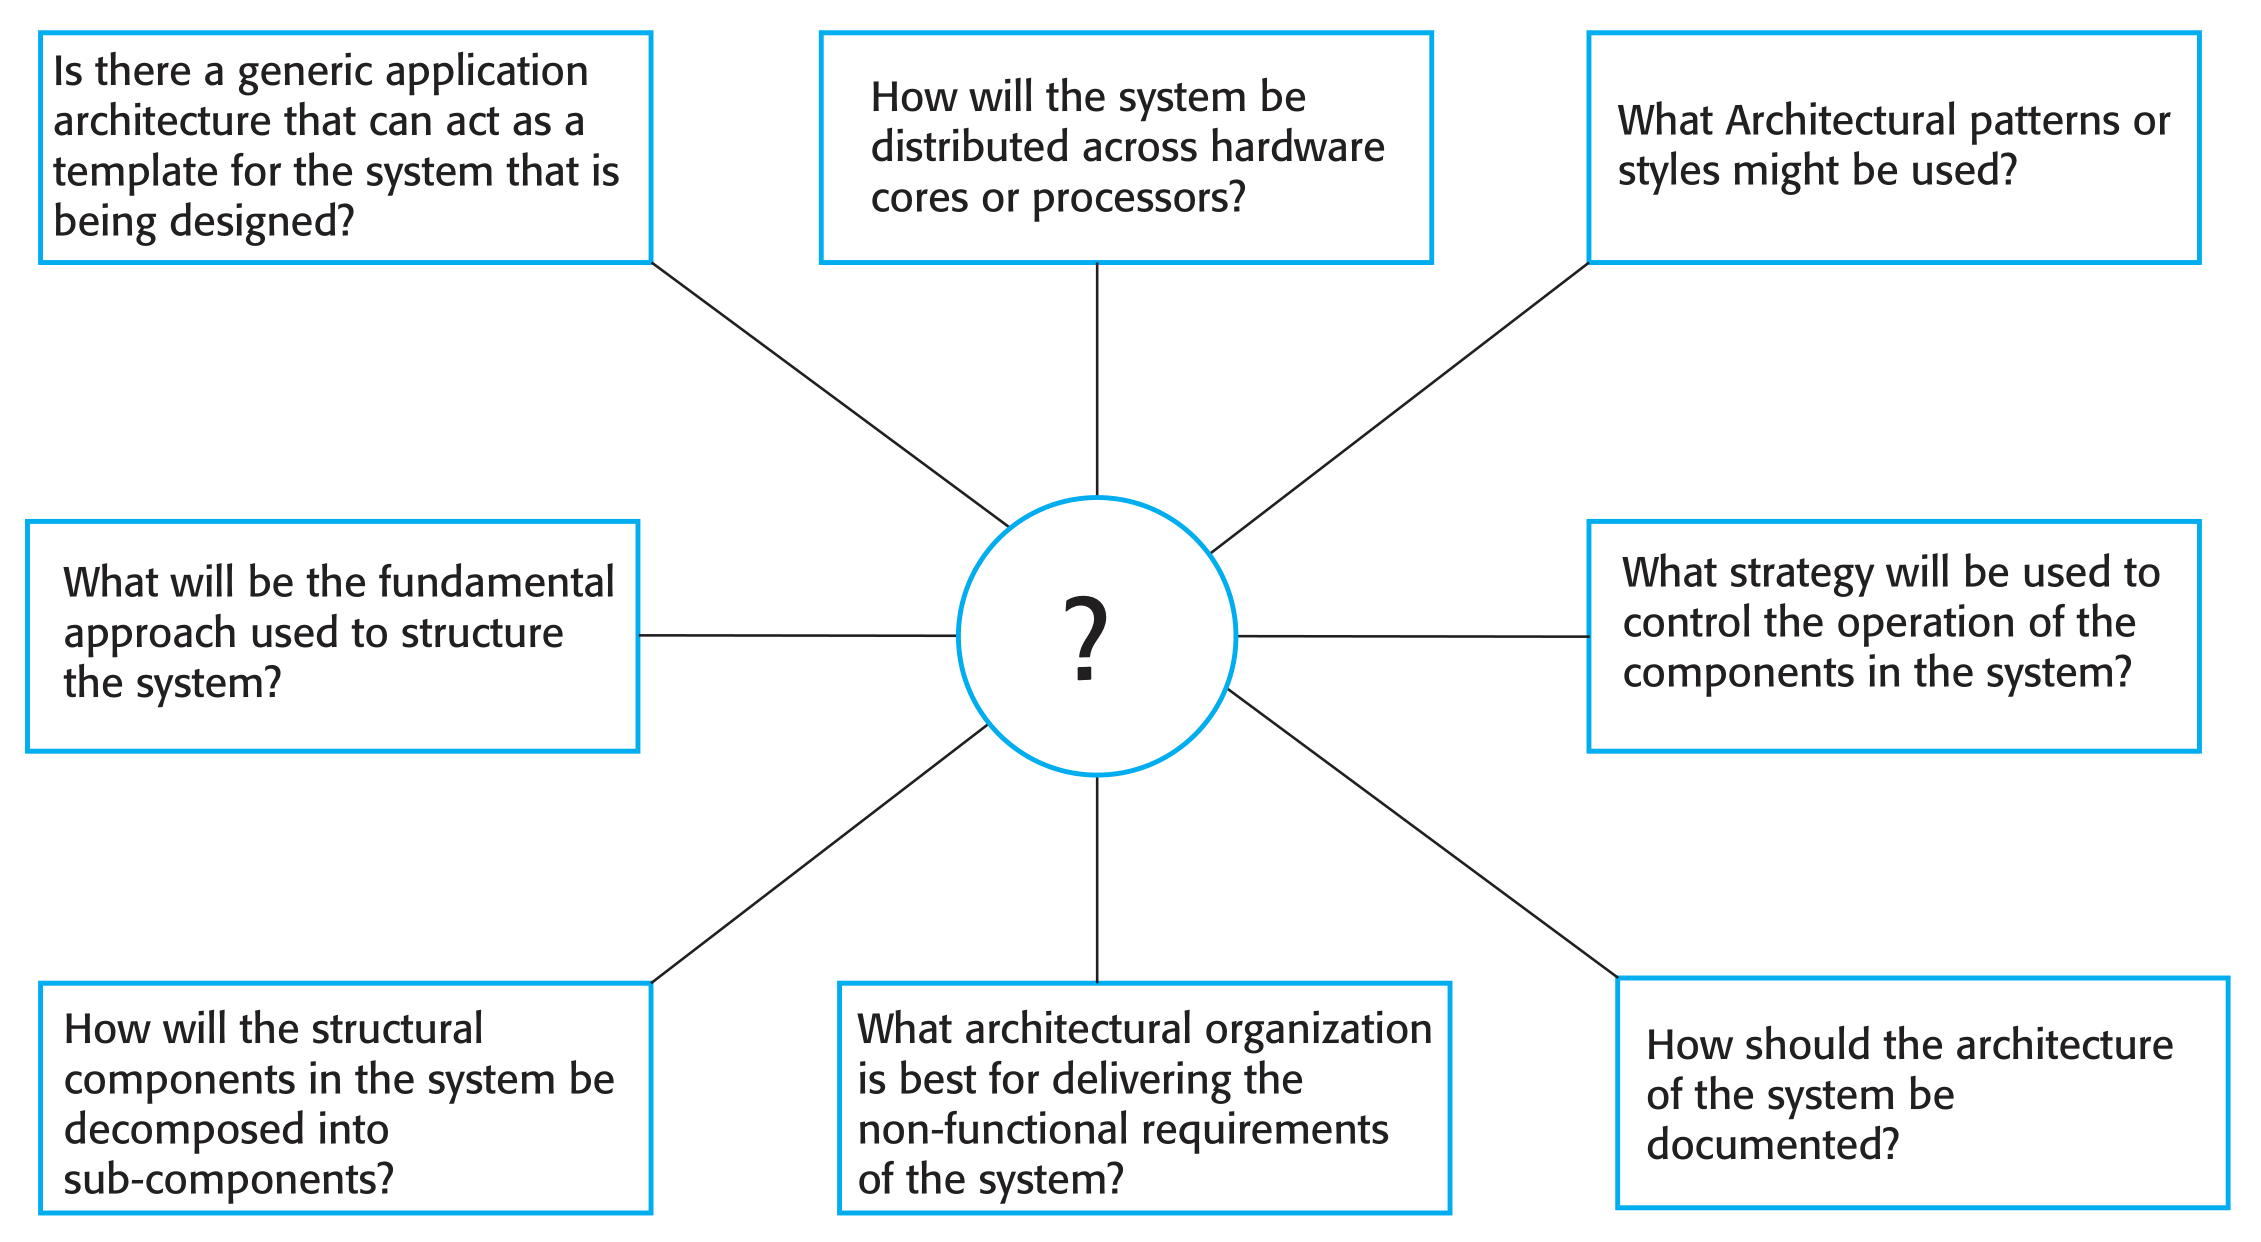 Is there a generic application
architecture that can act as a
template for the system that is
being designed?
How will the system be
distributed across hardware
cores or processors?
What Architectural patterns or
styles might be used?
What will be the fundamental
approach used to structure
the system?
?
What strategy will be used to
control the operation of the
components in the system?
How will the structural
components in the system be
decomposed into
sub-components?
What architectural organization
is best for delivering the
non-functional requirements
of the system?
How should the architecture
of the system be
documented?